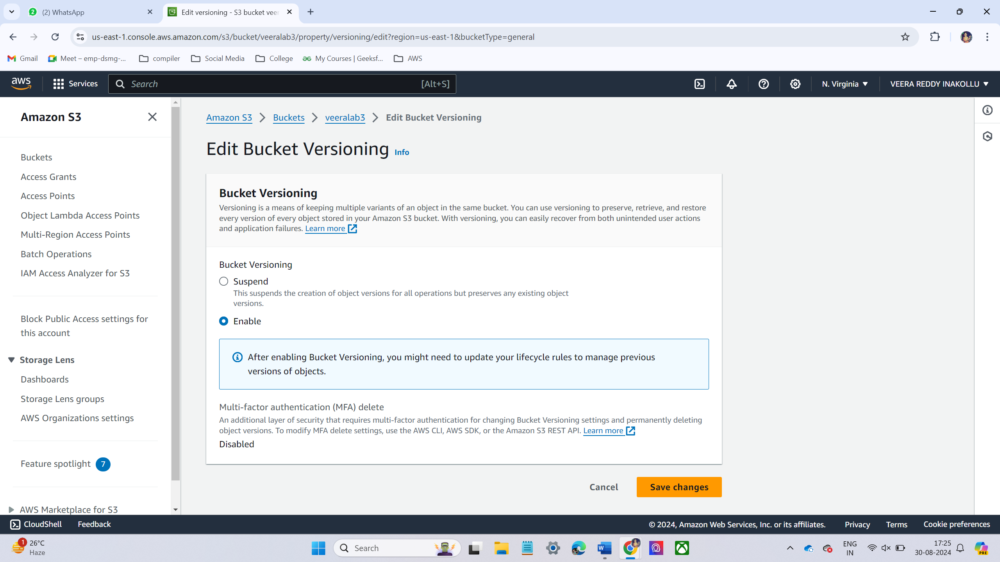 (2) WhatsApp
Edit versioning - S3 bucket veer
us-east-1.console.aws.amazon.com/s3/bucket/veeralab3/property/versioning/edit?region=us-east-1&bucketType=general
Gmail
Meet – emp-dsmg-...
compiler
Social Media
College
My Courses | Geeksf...
AWS
aws
Services
Search
[Alt+S]
N. Virginia
VEERA REDDY INAKOLLU
Amazon S3
Buckets
Access Grants
Access Points
Object Lambda Access Points
Multi-Region Access Points
Batch Operations
IAM Access Analyzer for S3
Block Public Access settings for
this account
Storage Lens
Dashboards
Storage Lens groups
AWS Organizations settings
Feature spotlight 7
AWS Marketplace for S3
Amazon S3 > Buckets > veeralab3 > Edit Bucket Versioning
Edit Bucket Versioning Info
Bucket Versioning
Versioning is a means of keeping multiple variants of an object in the same bucket. You can use versioning to preserve, retrieve, and restore
every version of every object stored in your Amazon S3 bucket. With versioning, you can easily recover from both unintended user actions
and application failures. Learn more
Bucket Versioning
Suspend
This suspends the creation of object versions for all operations but preserves any existing object
versions.
Enable
After enabling Bucket Versioning, you might need to update your lifecycle rules to manage previous
versions of objects.
Multi-factor authentication (MFA) delete
An additional layer of security that requires multi-factor authentication for changing Bucket Versioning settings and permanently deleting
object versions. To modify MFA delete settings, use the AWS CLI, AWS SDK, or the Amazon S3 REST API. Learn more
Disabled
Cancel
Save changes
CloudShell
Feedback
© 2024, Amazon Web Services, Inc. or its affiliates.
Privacy
Terms
Cookie preferences
1
26°C
Haze
Search
W
ENG
IN
17:25
30-08-2024
PRE